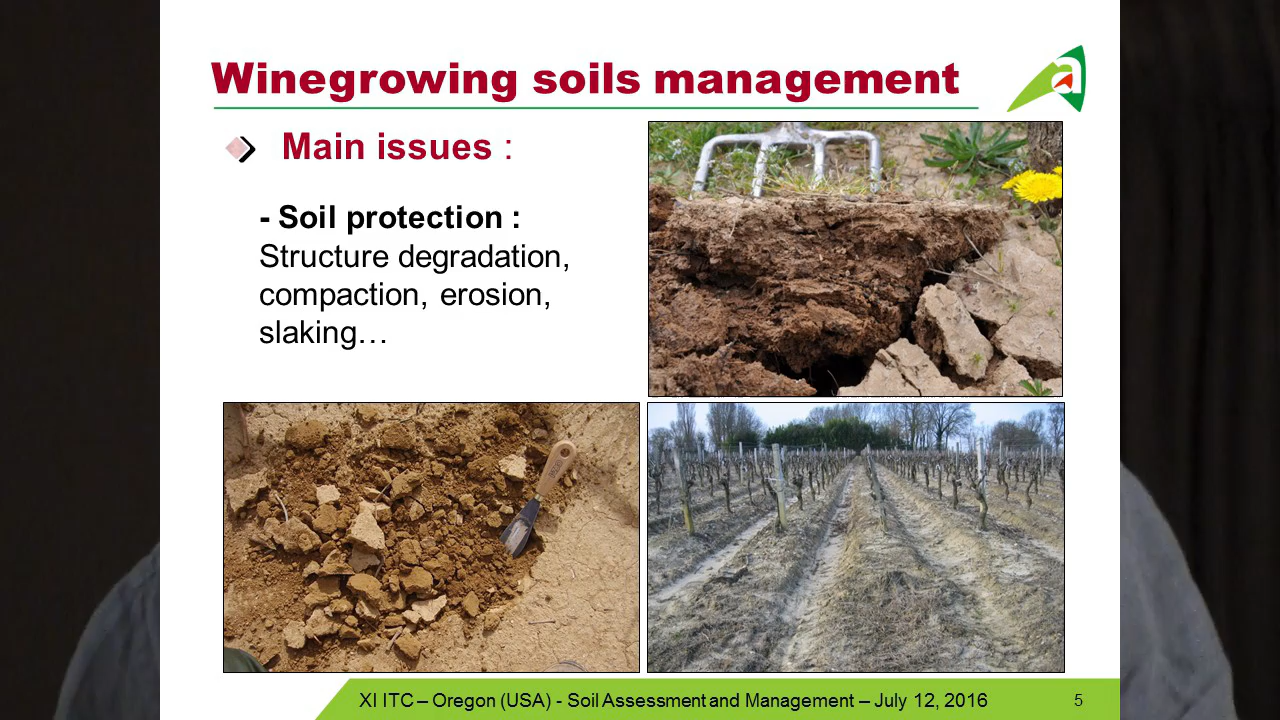 Winegrowing soils management
a
Main issues :
- Soil protection :
Structure degradation,
compaction, erosion,
slaking…
XI ITC – Oregon (USA) - Soil Assessment and Management – July 12, 2016
5